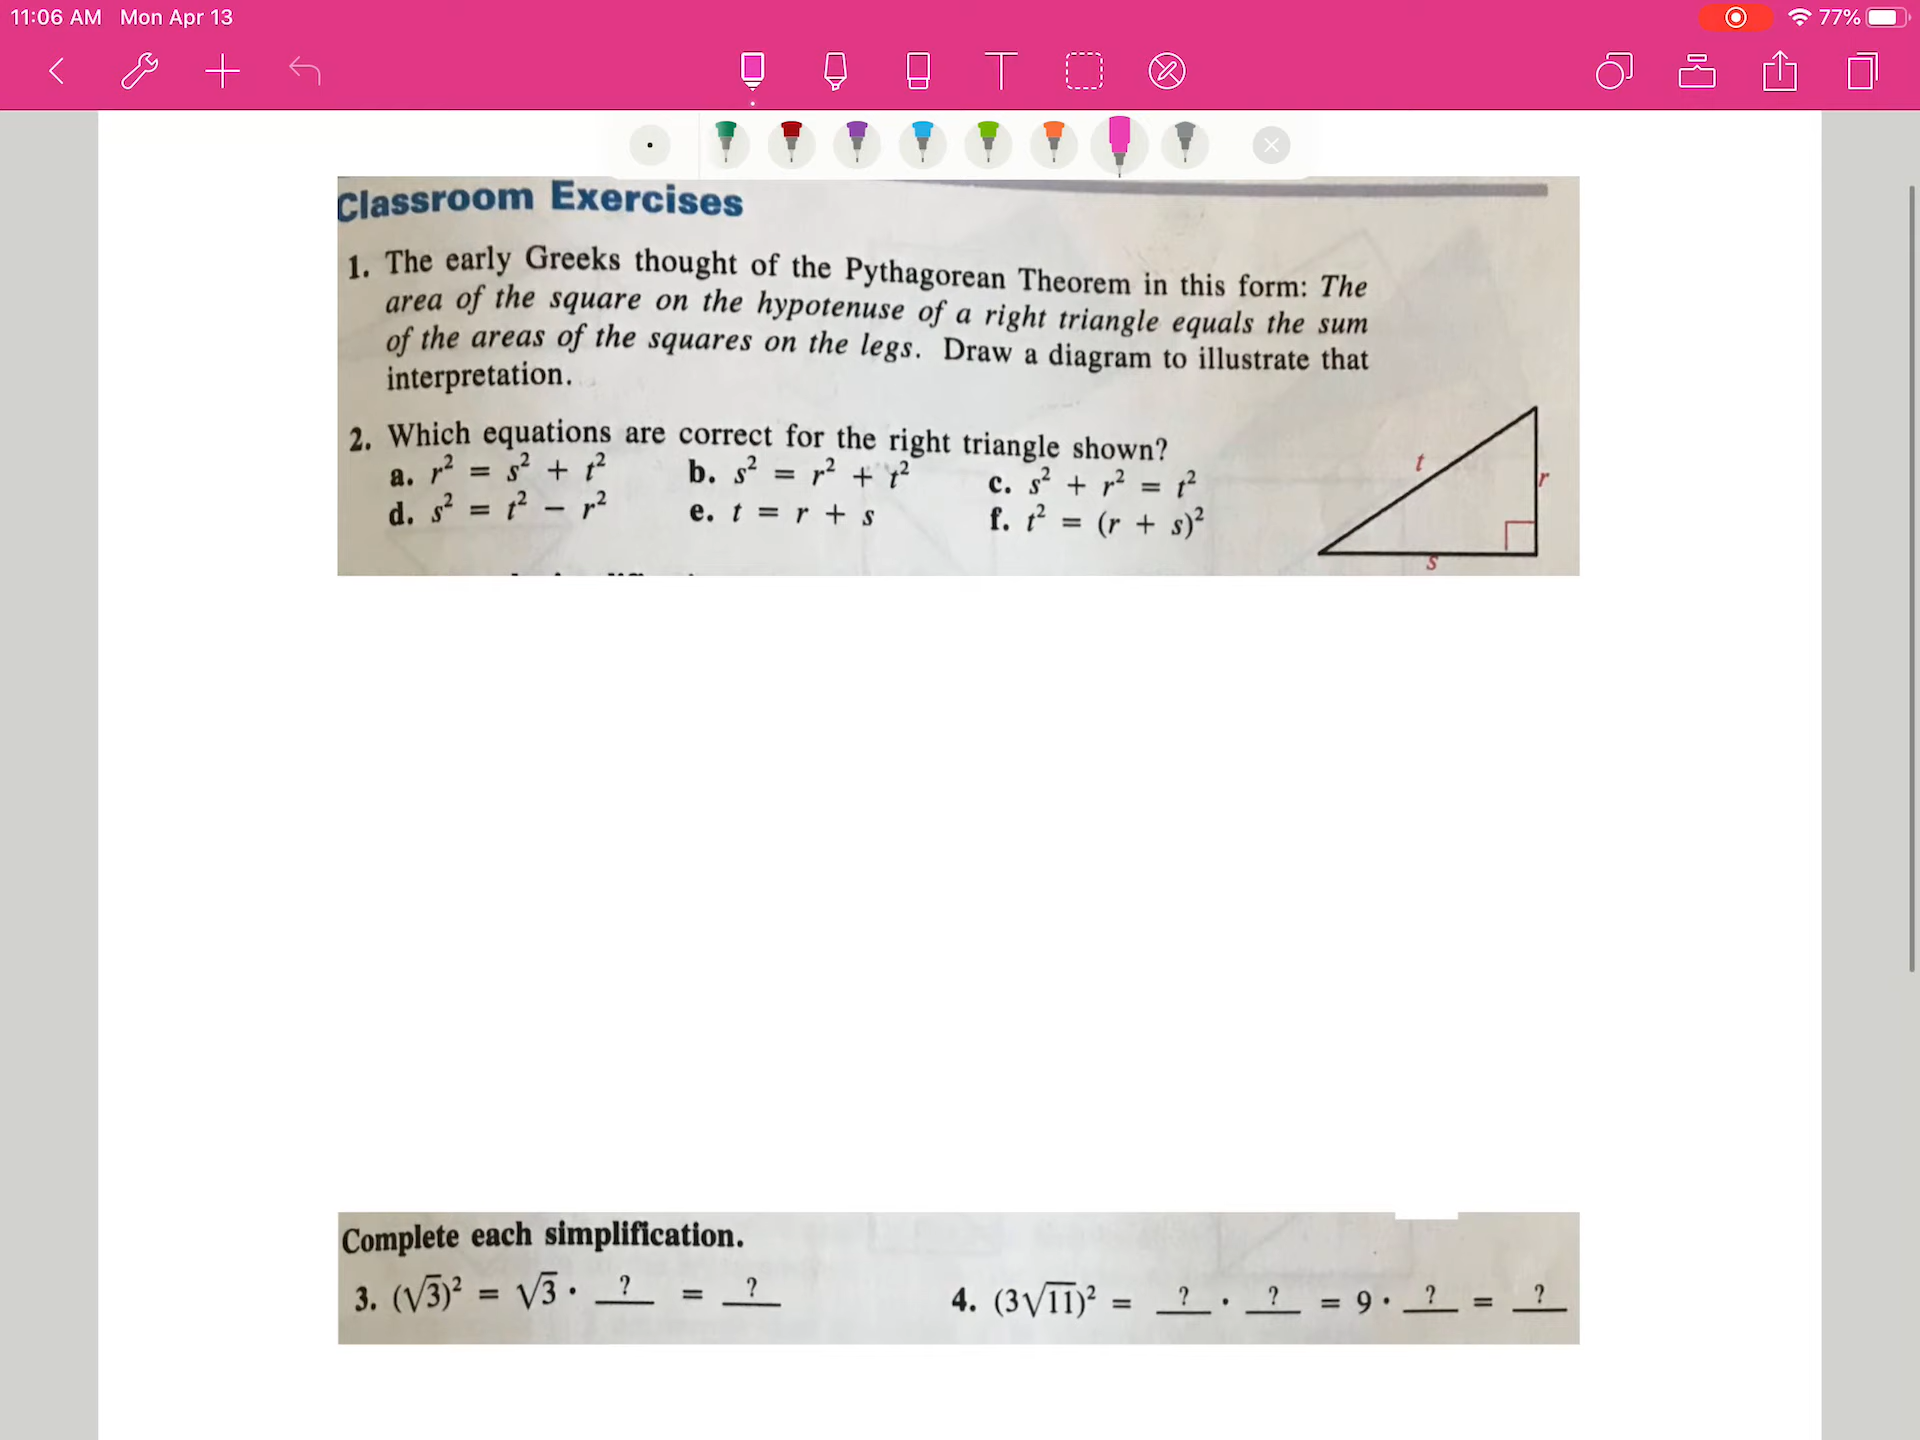 11:06 AM Mon Apr 13
77%
Classroom Exercises
1. The early Greeks thought of the Pythagorean Theorem in this form: The
area of the square on the hypotenuse of a right triangle equals the sum
of the areas of the squares on the legs. Draw a diagram to illustrate that
interpretation.
2. Which equations are correct for the right triangle shown?
a. r² = s² + t² b. s² = r² + t² c. s² + r² = t²
d. s² = t² − r² e. t = r + s f. t² = (r + s)²
t
r
s
Complete each simplification.
3. (√3)² = √3 · ? = ? 4. (3√11)² = ? · ? = 9 · ? = ?